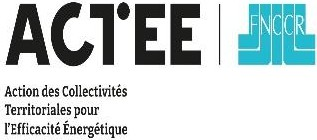 ACTEE
FNCCR
Action des Collectivités
Territoriales pour
l'Efficacité Énergétique